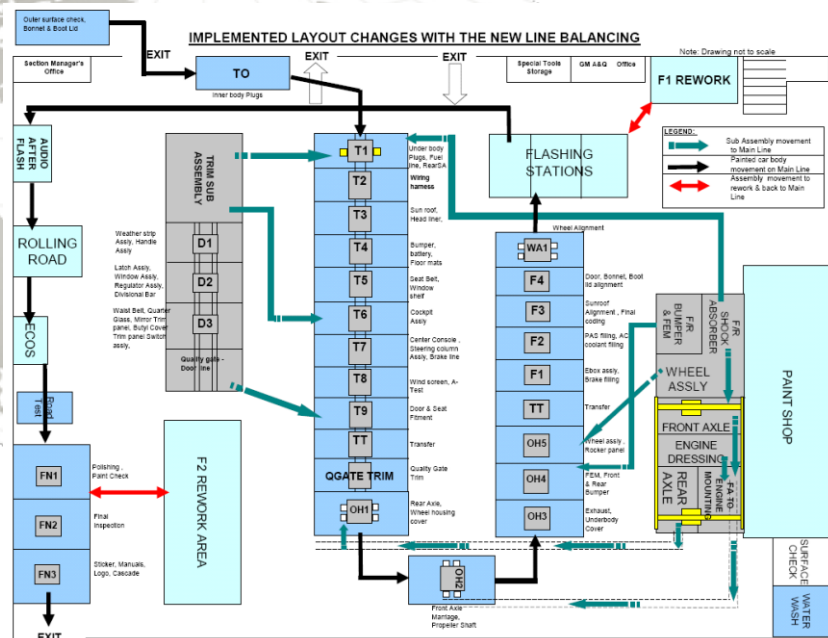 Outer surface check,
Bonnet & Boot Lid
IMPLEMENTED LAYOUT CHANGES WITH THE NEW LINE BALANCING
Section Manager's
Office
EXIT
TO
Inner body Plugs
EXIT
EXIT
Special Tools
Storage
GM A&Q Office
Note: Drawing not to scale
F1 REWORK
LEGEND:
Sub Assembly movement
to Main Line
Painted car body
movement on Main Line
Assembly movement to
rework & back to Main
Line
AUDIO
AFTER
FLASH
ROLLING
ROAD
ECOS
Road
Test
FN1
Polishing ,
Paint Check
FN2
Final
Inspection
FN3
Sticker, Manuals,
Logo, Cascade
EXIT
TRIM SUB
ASSEMBLY
Weather strip
Assly, Handle
Assly
D1
Latch Assly,
Window Assly,
Regulator Assly,
Divisional Bar
D2
Waist Belt, Quarter
Glass, Mirror Trim
panel, Butyl Cover
Trim panel Switch
assly,
D3
Quality gate -
Door line
F2 REWORK AREA
T1
Under body
Plugs, Fuel
line, RearSA
T2
Wiring
harness
T3
Sun roof,
Head liner,
T4
Bumper,
battery,
Floor mats
T5
Seat Belt,
Window
shelf
T6
Cockpit
Assly
T7
Center Console ,
Steering column
Assly, Brake line
T8
Wind screen, A-
Test
T9
Door & Seat
Fitment
TT
Transfer
QGATE TRIM
Quality Gate
Trim
OH1
Rear Axle,
Wheel housing
cover
OH2
Front Axle
Marriage,
Propeller Shaft
FLASHING
STATIONS
Wheel Alignment
WA1
F4
Door, Bonnet, Boot
lid alignment
F3
Sunroof
Alignment , Final
coding
F2
PAS filling, AC
coolant filling
F1
Ebox assly,
Brake filling
TT
Transfer
OH5
Wheel assly ,
Rocker panel
OH4
FEM, Front
& Rear
Bumper
OH3
Exhaust,
Underbody
Cover
F/R
BUMPER
& FEM
F/R
SHOCK
ABSORBER
WHEEL
ASSLY
FRONT AXLE
ENGINE
DRESSING
REAR
AXLE
FA TO
ENGINE
MOUNTING
PAINT SHOP
SURFACE
CHECK
WATER
WASH